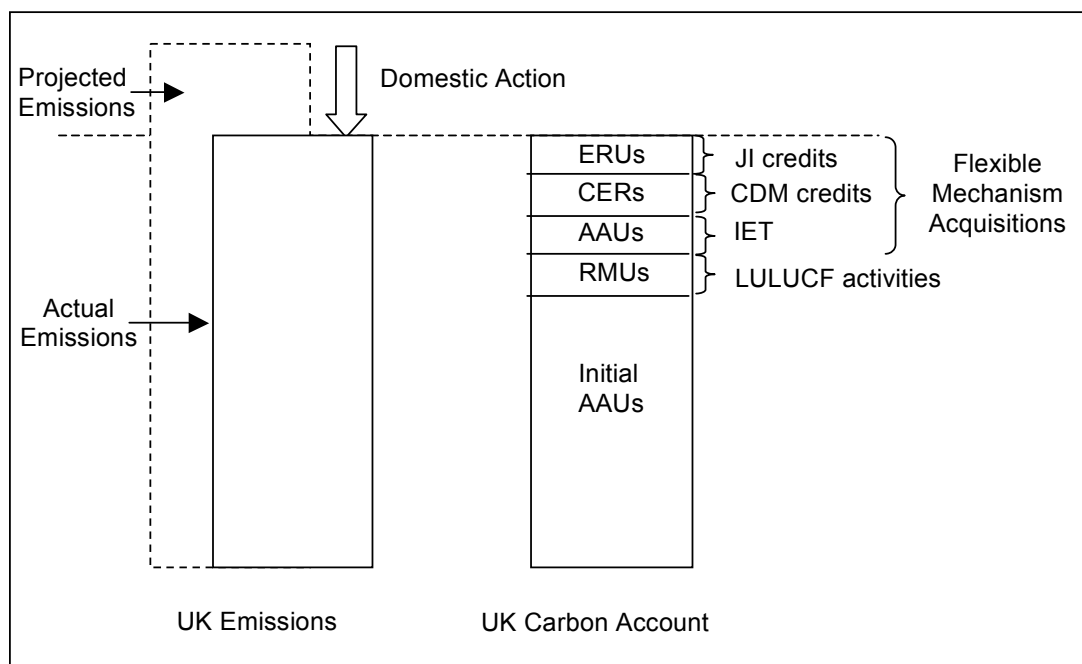 Projected
Emissions
Domestic Action
ERUs
JI credits
CERs
CDM credits
AAUs
IET
RMUs
LULUCF activities
Flexible
Mechanism
Acquisitions
Actual
Emissions
Initial
AAUs
UK Emissions
UK Carbon Account